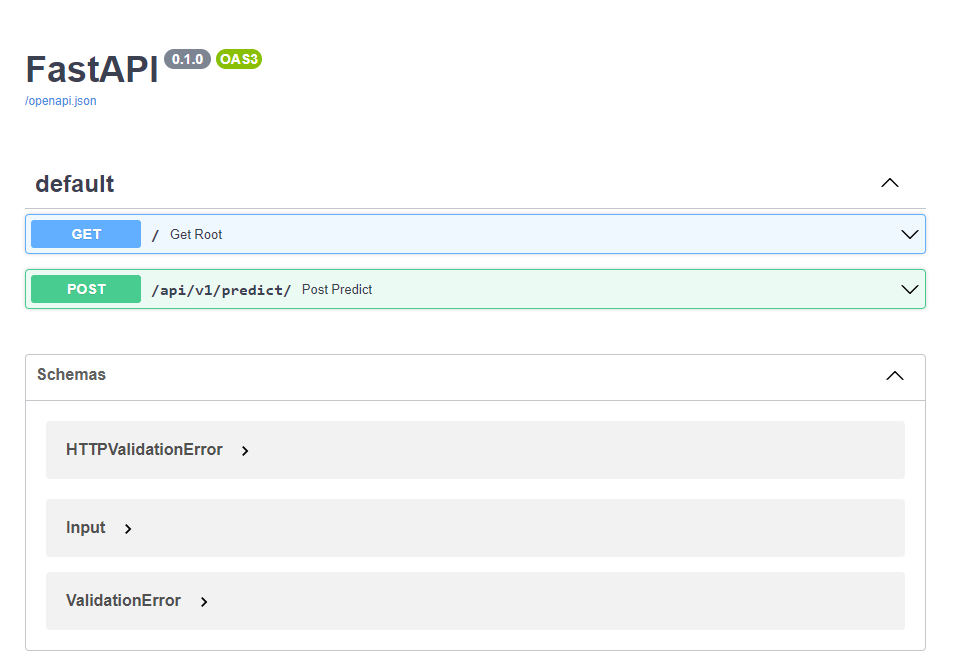 FastAPI 0.1.0 OAS3
/openapi.json
default
GET / Get Root
POST /api/v1/predict/ Post Predict
Schemas
HTTPValidationError
Input
ValidationError